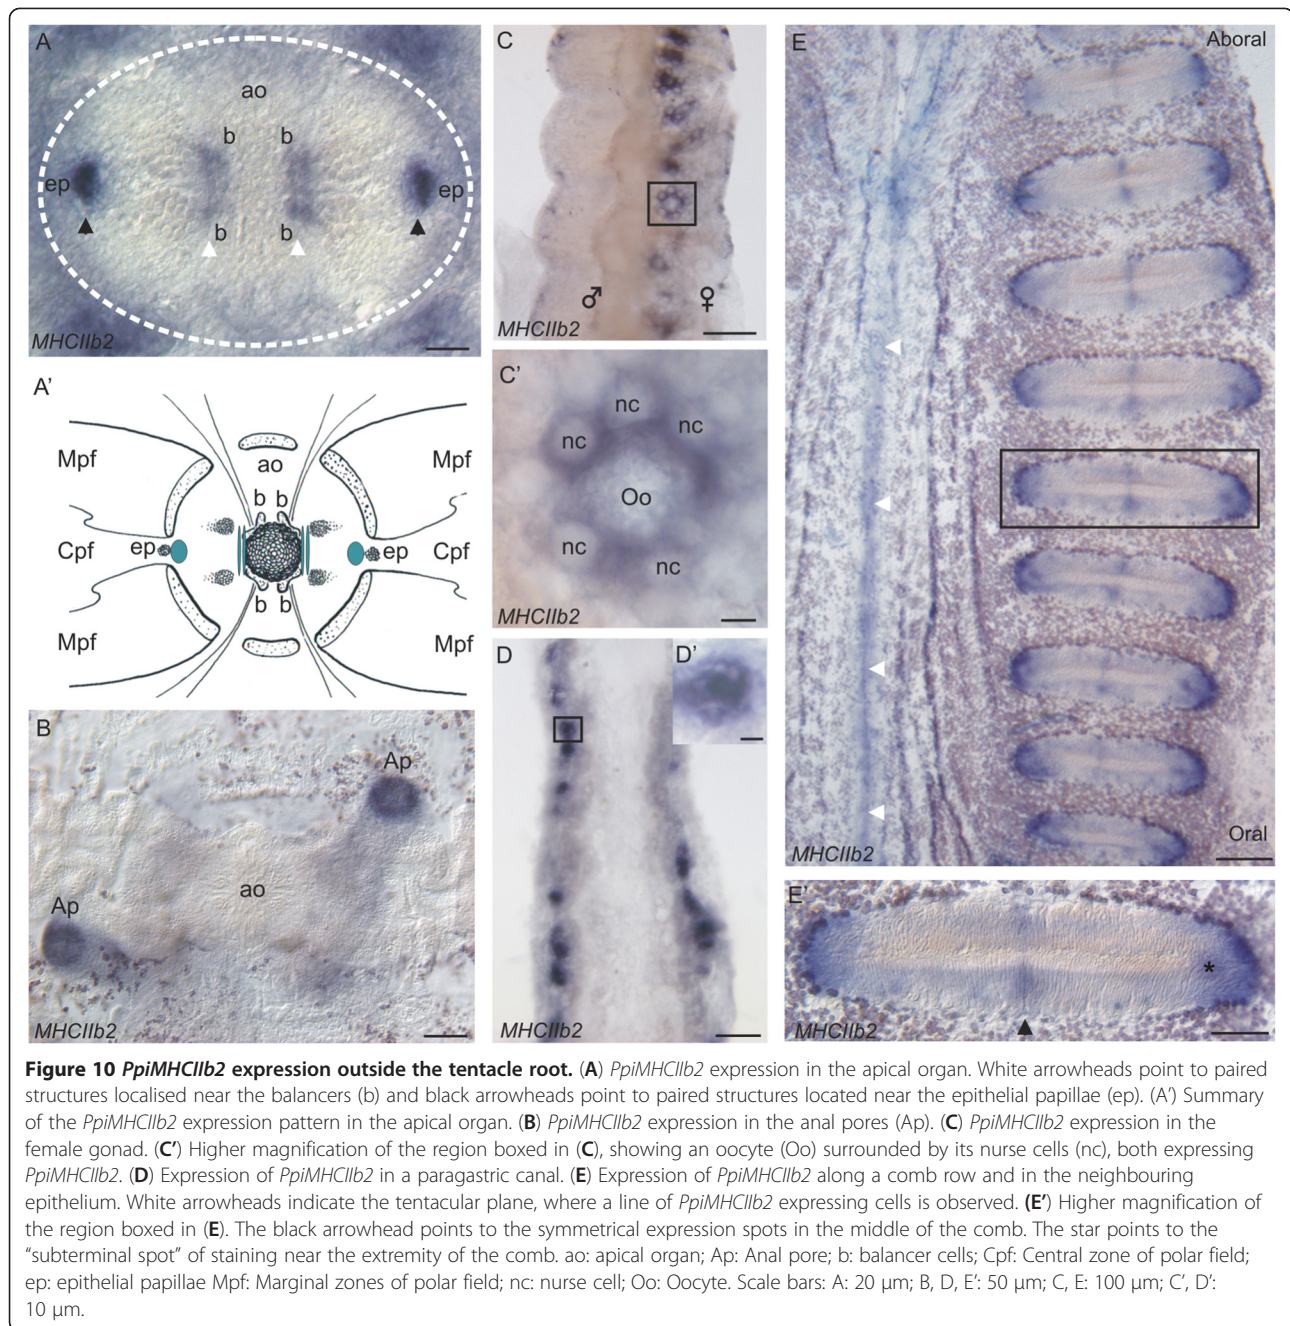 A
ao
b
b
ep
ep
b
b
MHCIIb2
A'
Mpf
Mpf
ao
b
b
Cpf
ep
ep
Cpf
b
b
Mpf
Mpf
B
Ap
ao
Ap
MHCIIb2
C
♂
♀
MHCIIb2
C'
nc
nc
nc
Oo
nc
nc
MHCIIb2
D
D'
MHCIIb2
E
Aboral
Oral
MHCIIb2
E'
*
MHCIIb2
Figure 10 PpiMHCIIb2 expression outside the tentacle root. (A) PpiMHCIIb2 expression in the apical organ. White arrowheads point to paired
structures localised near the balancers (b) and black arrowheads point to paired structures located near the epithelial papillae (ep). (A′) Summary
of the PpiMHCIIb2 expression pattern in the apical organ. (B) PpiMHCIIb2 expression in the anal pores (Ap). (C) PpiMHCIIb2 expression in the
female gonad. (C′) Higher magnification of the region boxed in (C), showing an oocyte (Oo) surrounded by its nurse cells (nc), both expressing
PpiMHCIIb2. (D) Expression of PpiMHCIIb2 in a paragastric canal. (E) Expression of PpiMHCIIb2 along a comb row and in the neighbouring
epithelium. White arrowheads indicate the tentacular plane, where a line of PpiMHCIIb2 expressing cells is observed. (E′) Higher magnification of
the region boxed in (E). The black arrowhead points to the symmetrical expression spots in the middle of the comb. The star points to the
“subterminal spot” of staining near the extremity of the comb. ao: apical organ; Ap: Anal pore; b: balancer cells; Cpf: Central zone of polar field;
ep: epithelial papillae Mpf: Marginal zones of polar field; nc: nurse cell; Oo: Oocyte. Scale bars: A: 20 μm; B, D, E′: 50 μm; C, E: 100 μm; C′, D′:
10 μm.